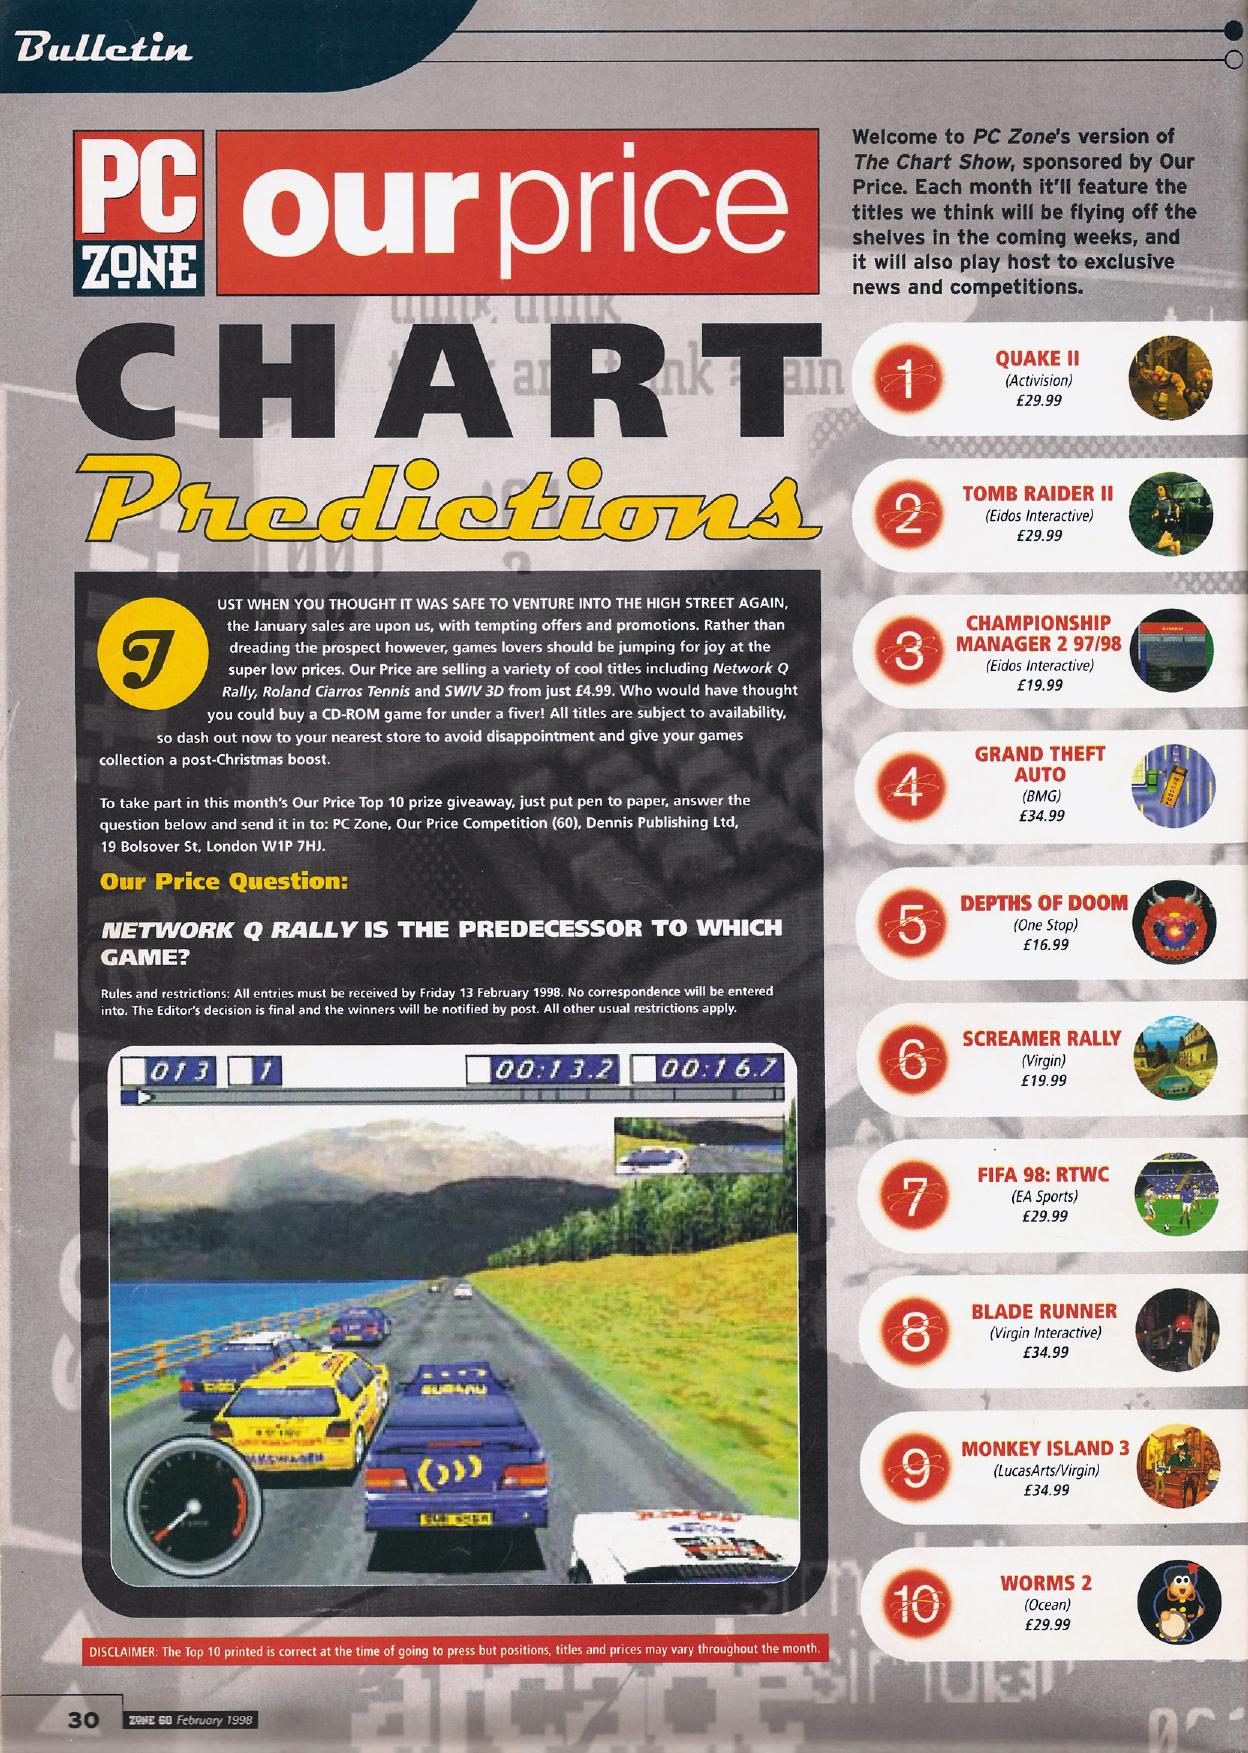 Bulletin
PC
ZONE
ourprice
Welcome to PC Zone's version of
The Chart Show, sponsored by Our
Price. Each month it'll feature the
titles we think will be flying off the
shelves in the coming weeks, and
it will also play host to exclusive
news and competitions.
CHART
Predictions
JUST WHEN YOU THOUGHT IT WAS SAFE TO VENTURE INTO THE HIGH STREET AGAIN,
the January sales are upon us, with tempting offers and promotions. Rather than
dreading the prospect however, games lovers should be jumping for joy at the
super low prices. Our Price are selling a variety of cool titles including Network Q
Rally, Roland Ciarros Tennis and SWIV 3D from just £4.99. Who would have thought
you could buy a CD-ROM game for under a fiver! All titles are subject to availability,
so dash out now to your nearest store to avoid disappointment and give your games
collection a post-Christmas boost.
To take part in this month's Our Price Top 10 prize giveaway, just put pen to paper, answer the
question below and send it in to: PC Zone, Our Price Competition (60), Dennis Publishing Ltd,
19 Bolsover St, London W1P 7HJ.
Our Price Question:
NETWORK Q RALLY IS THE PREDECESSOR TO WHICH
GAME?
Rules and restrictions: All entries must be received by Friday 13 February 1998. No correspondence will be entered
into. The Editor's decision is final and the winners will be notified by post. All other usual restrictions apply.
013 1 00:13.2 00:16.7
SUBARU
DISCLAIMER: The Top 10 printed is correct at the time of going to press but positions, titles and prices may vary throughout the month.
1
QUAKE II
(Activision)
£29.99
2
TOMB RAIDER II
(Eidos Interactive)
£29.99
3
CHAMPIONSHIP
MANAGER 2 97/98
(Eidos Interactive)
£19.99
Arsenal
4
GRAND THEFT
AUTO
(BMG)
£34.99
5
DEPTHS OF DOOM
(One Stop)
£16.99
6
SCREAMER RALLY
(Virgin)
£19.99
7
FIFA 98: RTWC
(EA Sports)
£29.99
8
BLADE RUNNER
(Virgin Interactive)
£34.99
9
MONKEY ISLAND 3
(LucasArts/Virgin)
£34.99
10
WORMS 2
(Ocean)
£29.99
30
ZONE 60 February 1998